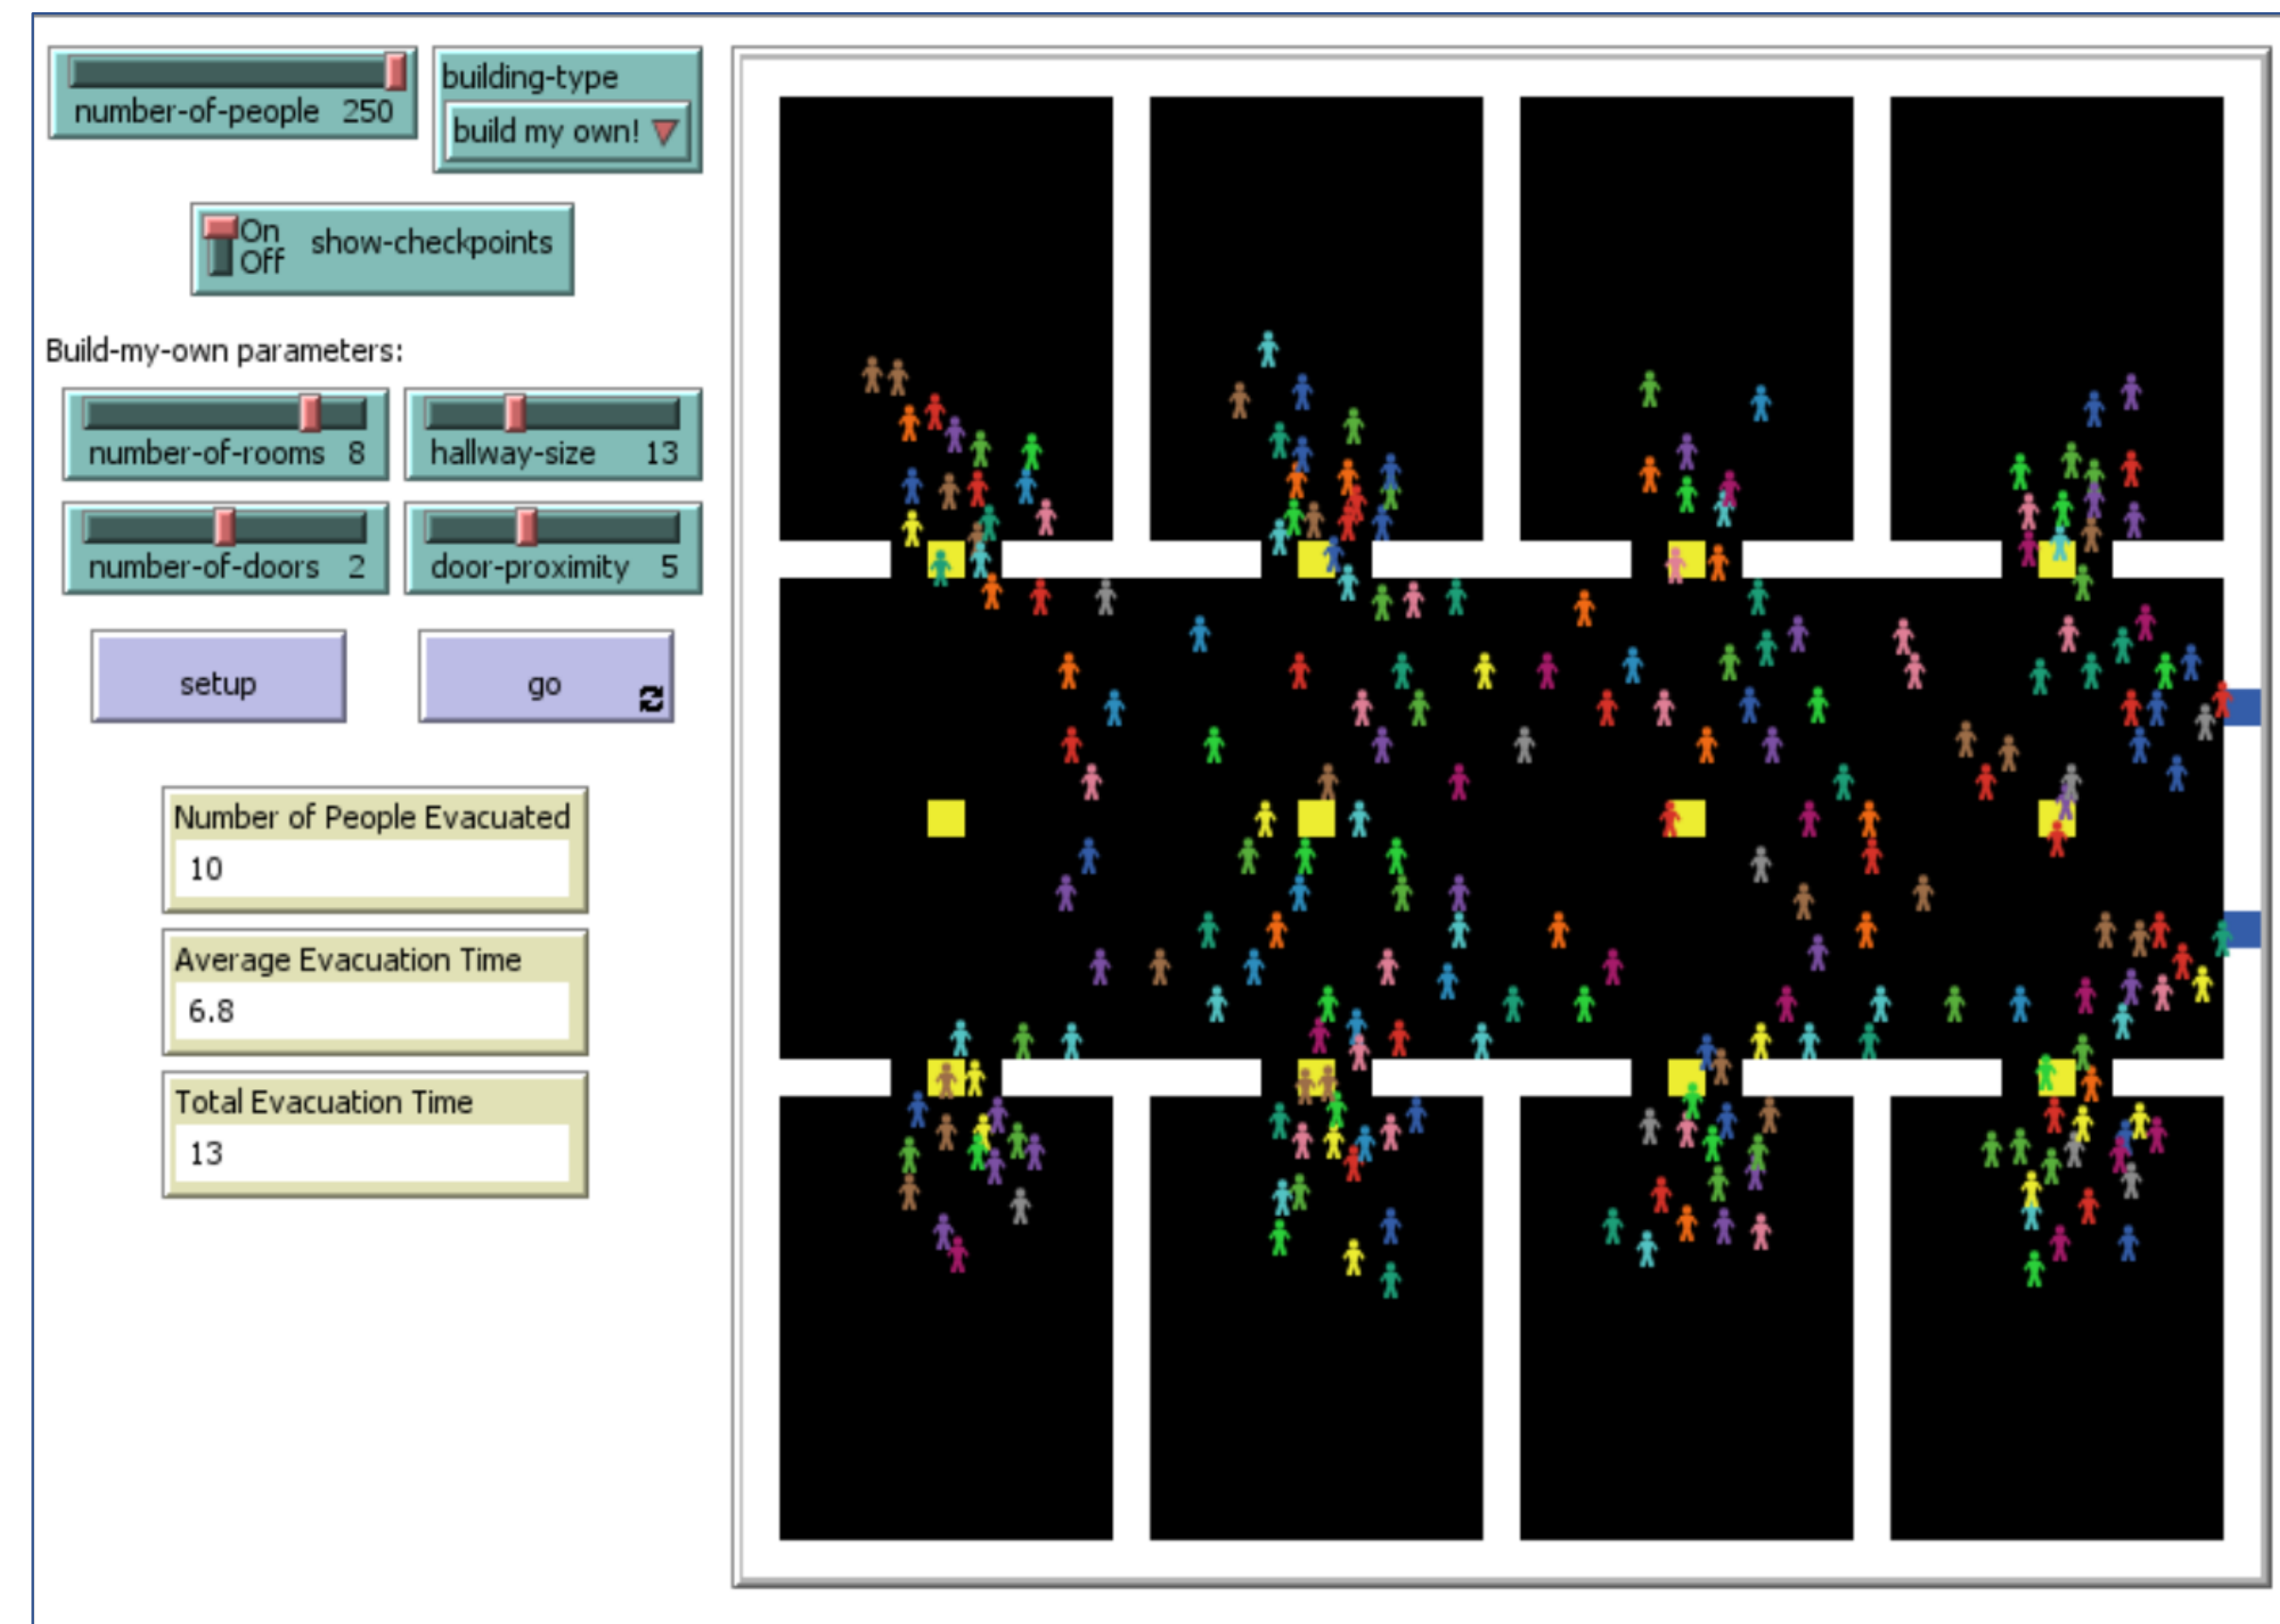 number-of-people 250
building-type
build my own!
On
Off
show-checkpoints
Build-my-own parameters:
number-of-rooms 8
hallway-size 13
number-of-doors 2
door-proximity 5
setup
go
Number of People Evacuated
10
Average Evacuation Time
6.8
Total Evacuation Time
13